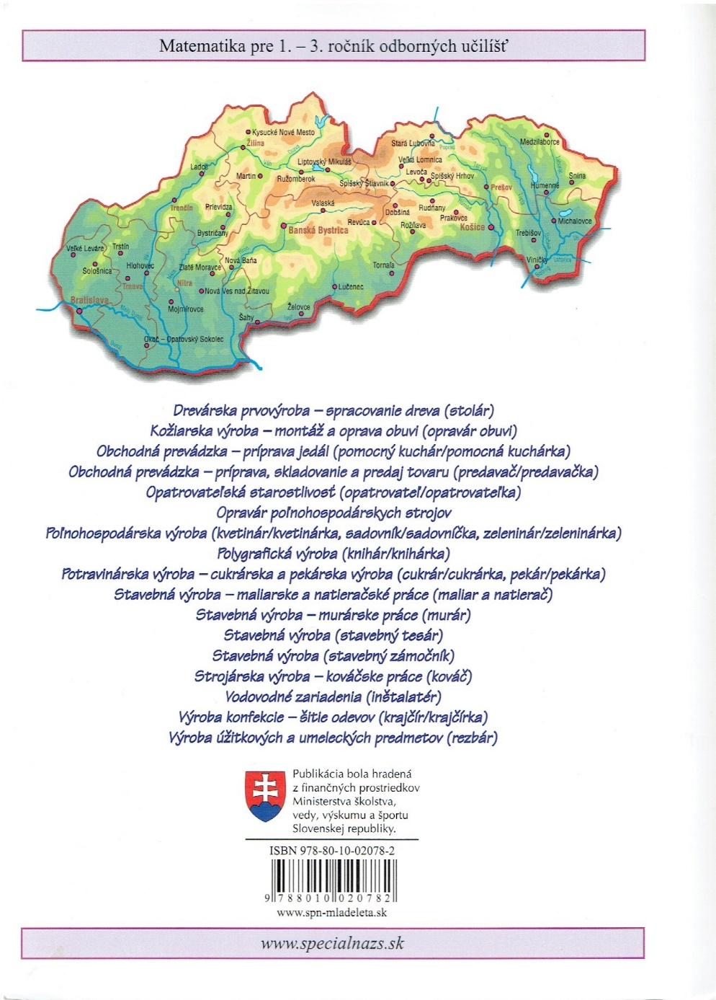 Matematika pre 1. – 3. ročník odborných učilíšť
Kysucké Nové Mesto
Žilina
Stará Ľubovňa
Medzilaborce
Poprad
Orava
Váh
Liptovský Mikuláš
Veľká Lomnica
Ladce
Martin
Ružomberok
Levoča
Spišský Hrhov
Snina
Spišský Štiavnik
Prešov
Humenné
Trenčín
Prievidza
Valaská
Dobšiná
Rudňany
Prakovce
Michalovce
Bystričany
Banská Bystrica
Revúca
Rožňava
Košice
Trebišov
Veľké Leváre
Trstín
Nová Baňa
Viničky
Sološnica
Hlohovec
Zlaté Moravce
Tornaľa
Trnava
Nitra
Nová Ves nad Žitavou
Lučenec
Bratislava
Mojmírovce
Želovce
Šahy
Malý Dunaj
Okoč – Opatovský Sokolec
Dunaj
Drevárska prvovýroba – spracovanie dreva (stolár)
Kožiarska výroba – montáž a oprava obuvi (opravár obuvi)
Obchodná prevádzka – príprava jedál (pomocný kuchár/pomocná kuchárka)
Obchodná prevádzka – príprava, skladovanie a predaj tovaru (predavač/predavačka)
Opatrovateľská starostlivosť (opatrovateľ/opatrovateľka)
Opravár poľnohospodárskych strojov
Poľnohospodárska výroba (kvetinár/kvetinárka, sadovník/sadovníčka, zeleninár/zeleninárka)
Polygrafická výroba (knihár/knihárka)
Potravinárska výroba – cukrárska a pekárska výroba (cukrár/cukrárka, pekár/pekárka)
Stavebná výroba – maliarske a natieračské práce (maliar a natierač)
Stavebná výroba – murárske práce (murár)
Stavebná výroba (stavebný tesár)
Stavebná výroba (stavebný zámočník)
Strojárska výroba – kováčske práce (kováč)
Vodovodné zariadenia (inštalatér)
Výroba konfekcie – šitie odevov (krajčír/krajčírka)
Výroba úžitkových a umeleckých predmetov (rezbár)
Publikácia bola hradená
z finančných prostriedkov
Ministerstva školstva,
vedy, výskumu a športu
Slovenskej republiky.
ISBN 978-80-10-02078-2
9 788010 020782
www.spn-mladeleta.sk
www.specialnazs.sk